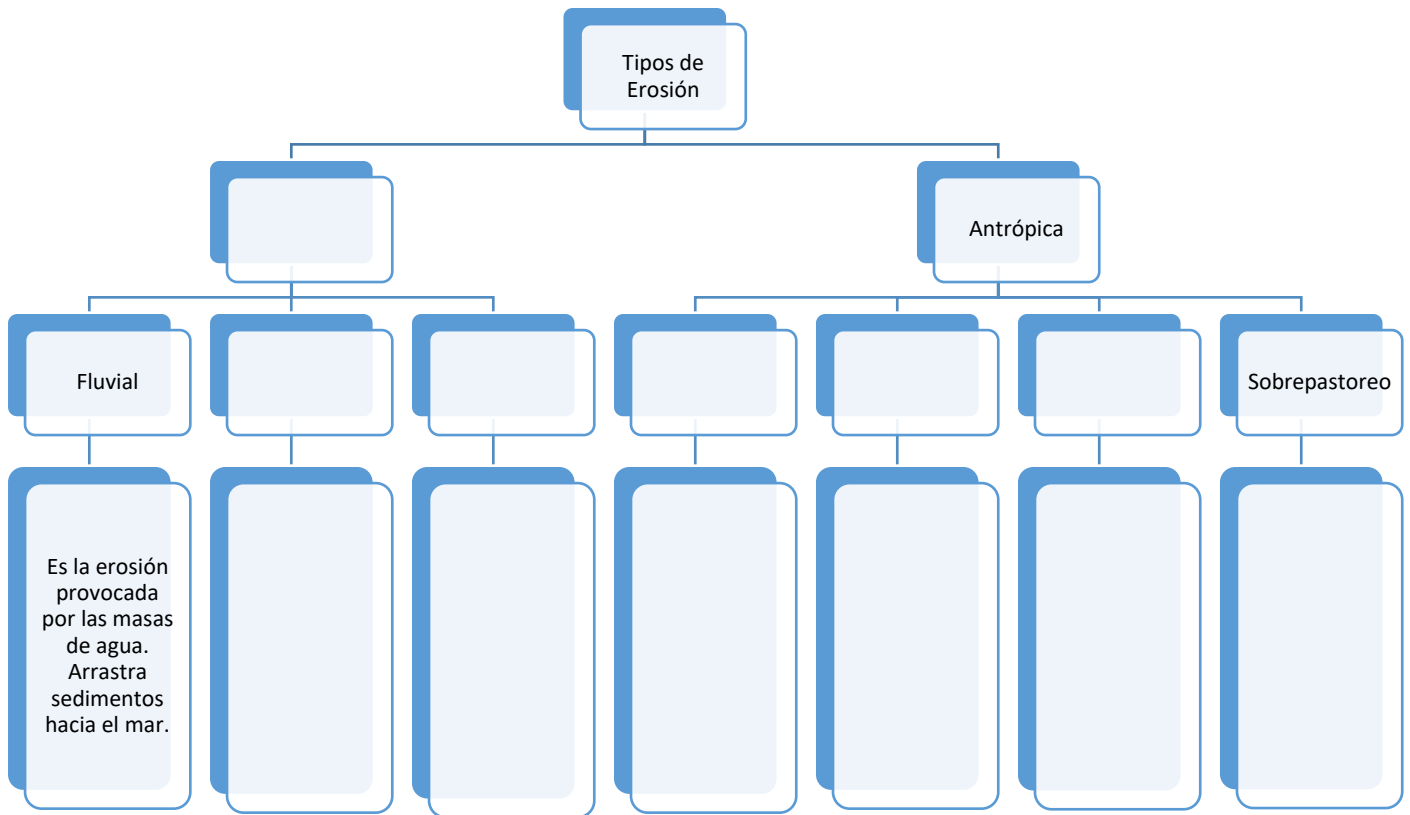 Tipos de
Erosión
Antrópica
Fluvial
Sobrepastoreo
Es la erosión
provocada
por las masas
de agua.
Arrastra
sedimentos
hacia el mar.